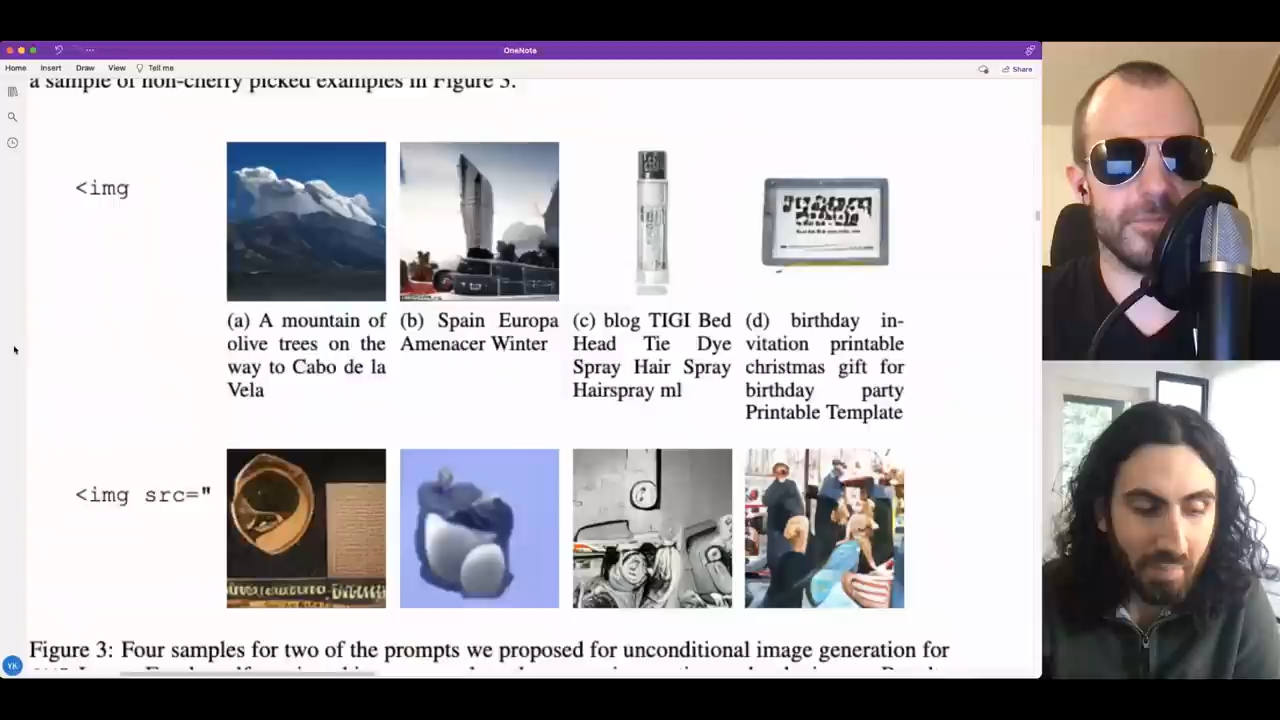 OneNote
Home Insert Draw View Tell me
Share
a sample of non-cherry picked examples in Figure 3.
<img
(a) A mountain of
olive trees on the
way to Cabo de la
Vela
(b) Spain Europa
Amenacer Winter
(c) blog TIGI Bed
Head Tie Dye
Spray Hair Spray
Hairspray ml
(d) birthday in-
vitation printable
christmas gift for
birthday party
Printable Template
<img src="
Figure 3: Four samples for two of the prompts we proposed for unconditional image generation for
YK